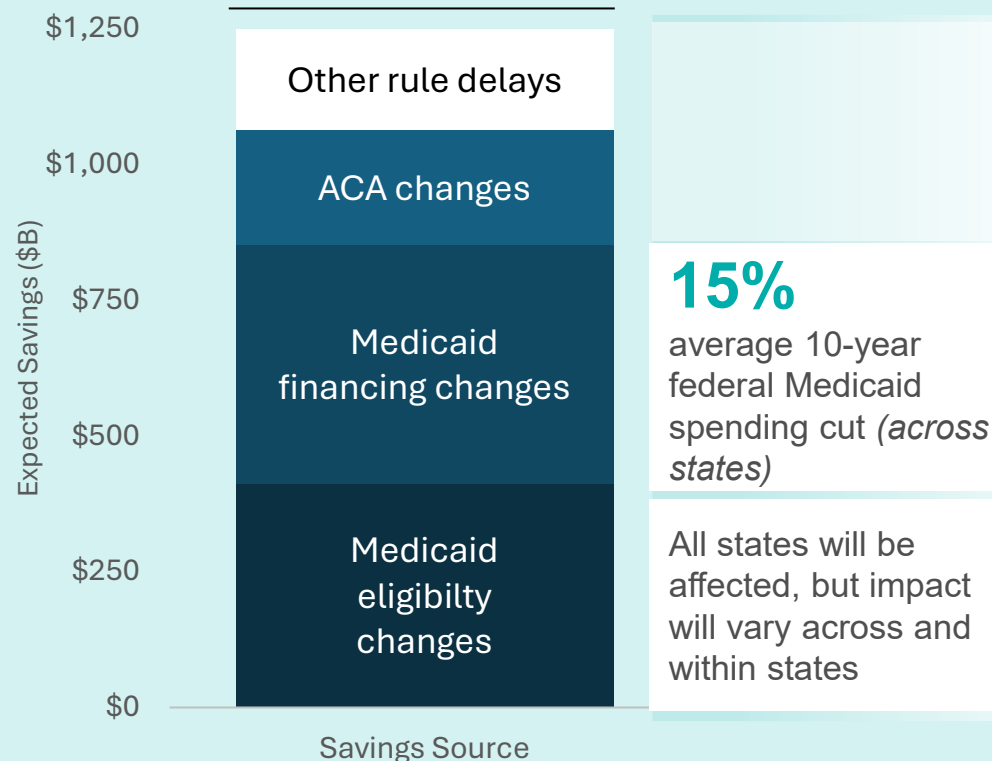 $1,250
$1,000
$750
$500
$250
$0
Expected Savings ($B)
Other rule delays
ACA changes
Medicaid
financing changes
Medicaid
eligibilty
changes
Savings Source
15%
average 10-year
federal Medicaid
spending cut (across
states)
All states will be
affected, but impact
will vary across and
within states